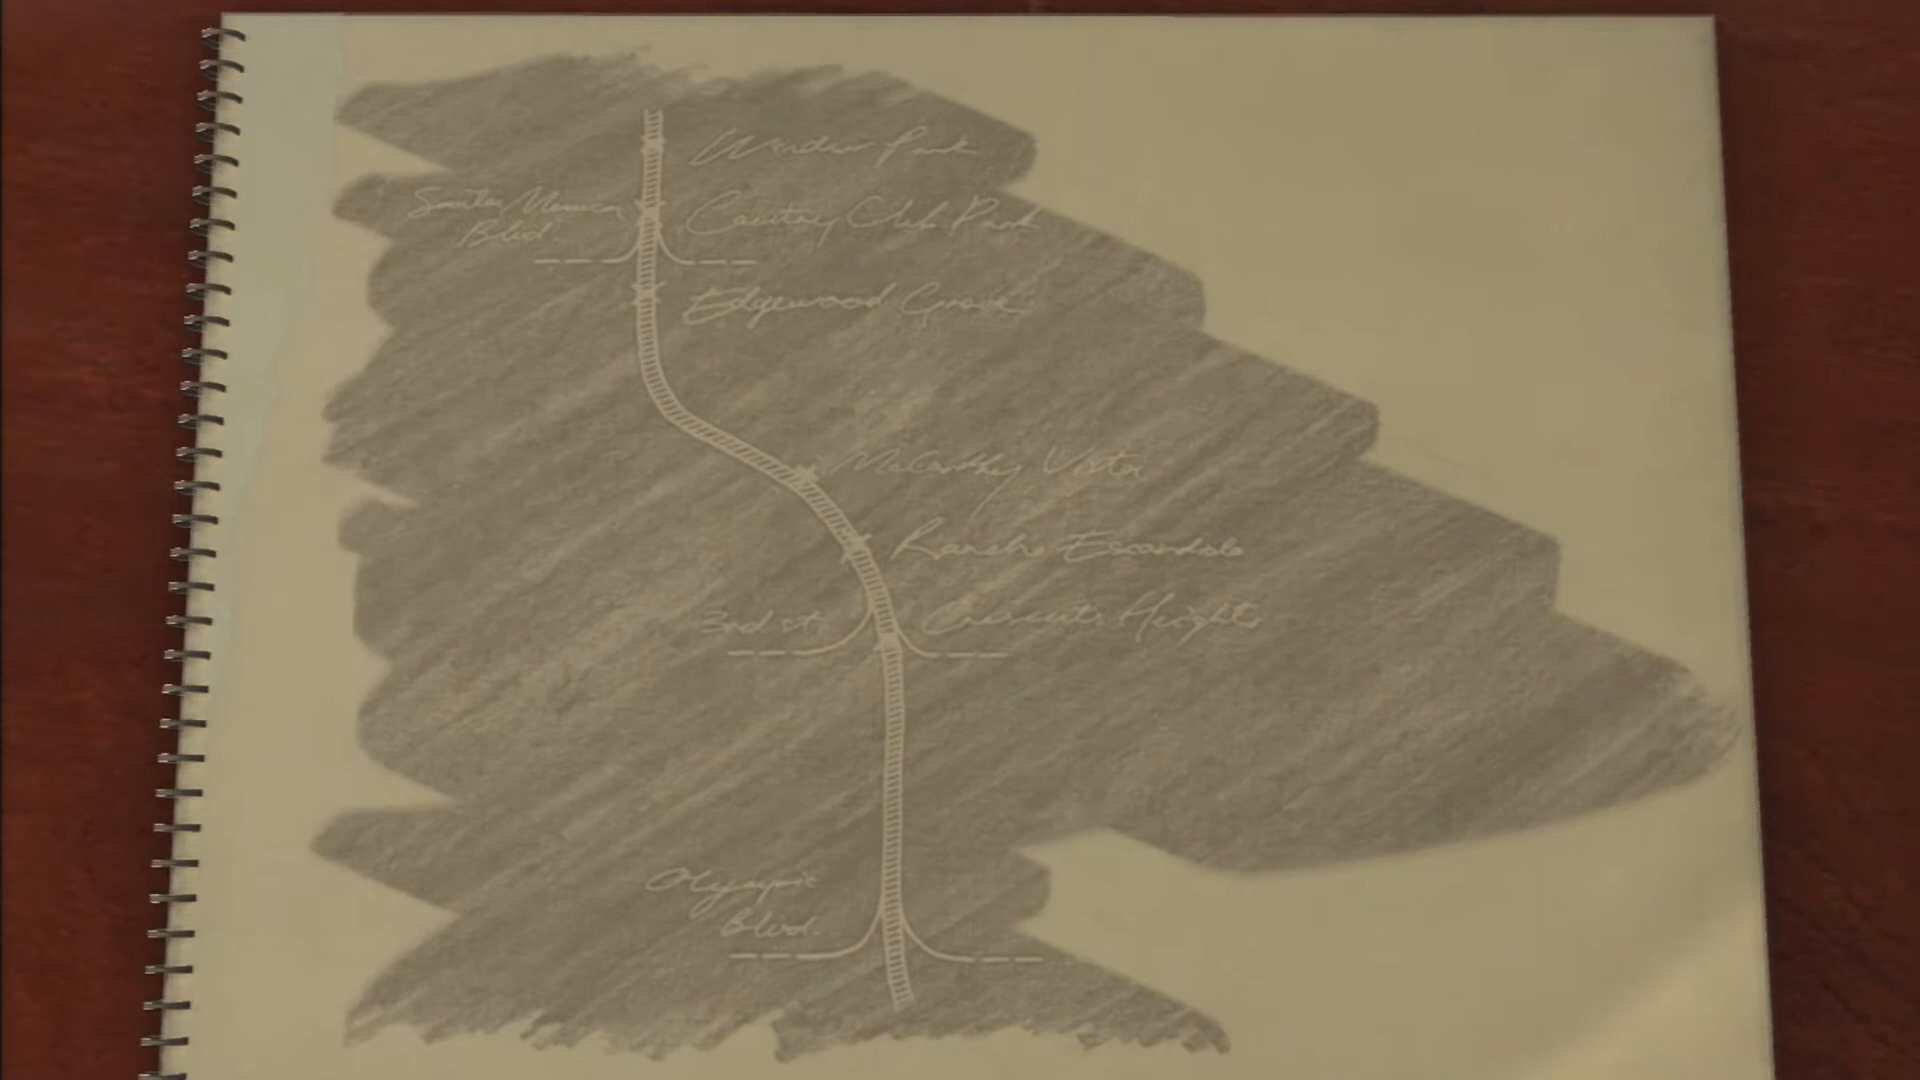 Windsor Park
Santa Monica
Blvd.
Country Club Park
Edgewood Grove
McCarthy Vista
Rancho Escondido
3rd st.
Crescent Heights
Olympic
Blvd.